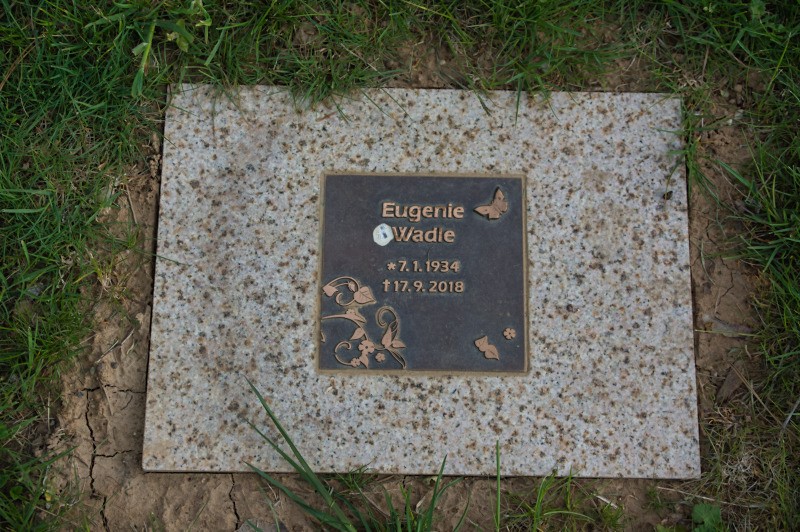 Eugenie
Wadle
* 7. 1. 1934
† 17. 9. 2018